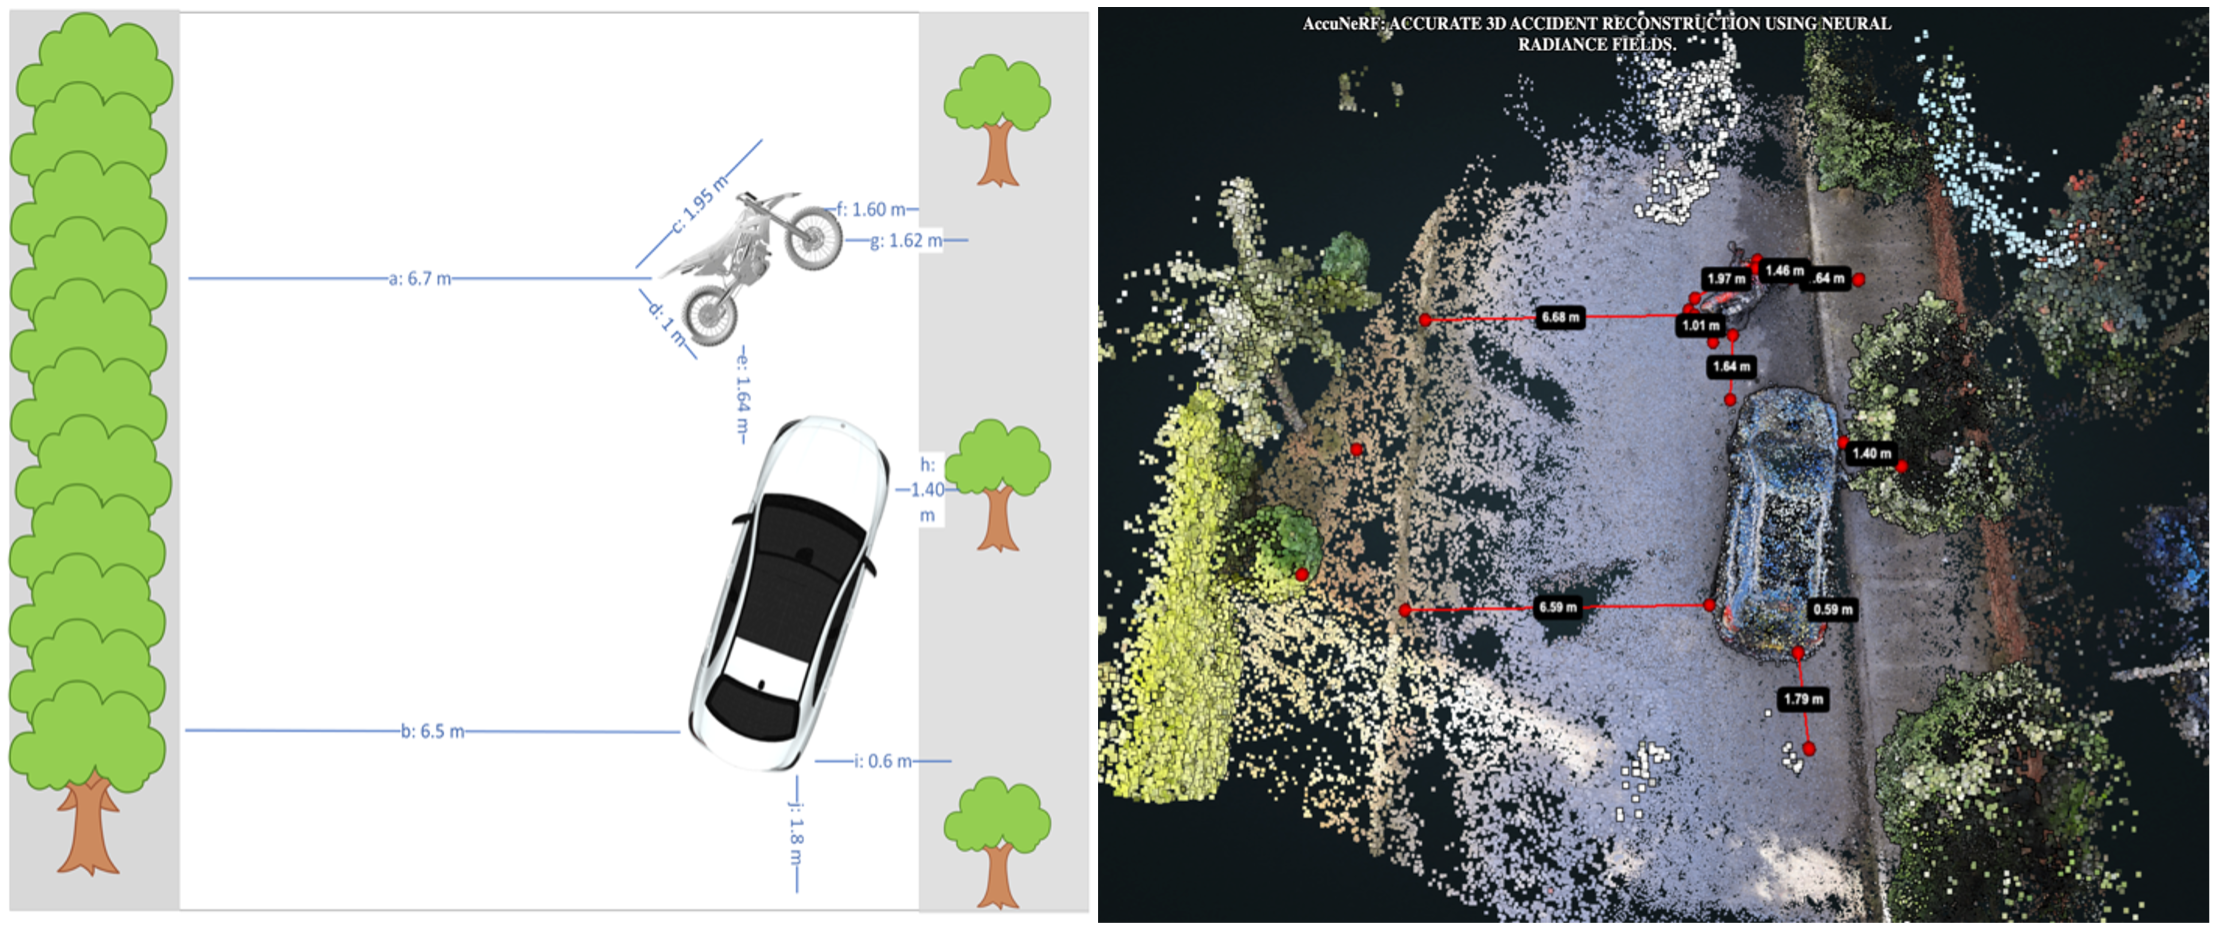 a: 6.7 m
b: 6.5 m
c: 1.95 m
d: 1 m
e: 1.64 m
f: 1.60 m
g: 1.62 m
h:
1.40
m
i: 0.6 m
j: 1.8 m
AccuNeRF: ACCURATE 3D ACCIDENT RECONSTRUCTION USING NEURAL
RADIANCE FIELDS.
1.97 m
1.46 m
.64 m
6.68 m
1.01 m
1.64 m
1.40 m
6.59 m
0.59 m
1.79 m